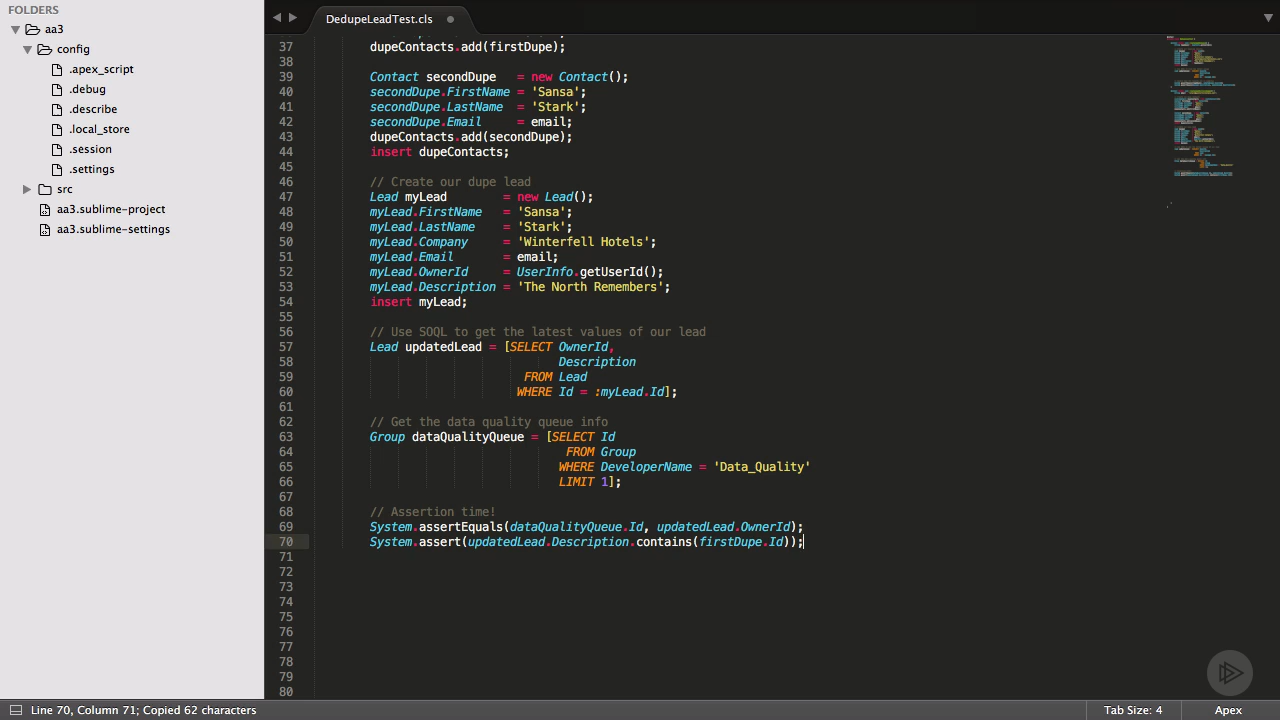 FOLDERS
aa3
config
.apex_script
.debug
.describe
.local_store
.session
.settings
src
aa3.sublime-project
aa3.sublime-settings
DedupeLeadTest.cls
37 dupeContacts.add(firstDupe);
38
39 Contact secondDupe   = new Contact();
40 secondDupe.FirstName = 'Sansa';
41 secondDupe.LastName  = 'Stark';
42 secondDupe.Email     = email;
43 dupeContacts.add(secondDupe);
44 insert dupeContacts;
45
46 // Create our dupe lead
47 Lead myLead        = new Lead();
48 myLead.FirstName   = 'Sansa';
49 myLead.LastName    = 'Stark';
50 myLead.Company     = 'Winterfell Hotels';
51 myLead.Email       = email;
52 myLead.OwnerId     = UserInfo.getUserId();
53 myLead.Description = 'The North Remembers';
54 insert myLead;
55
56 // Use SOQL to get the latest values of our lead
57 Lead updatedLead = [SELECT OwnerId,
58                            Description
59                       FROM Lead
60                      WHERE Id = :myLead.Id];
61
62 // Get the data quality queue info
63 Group dataQualityQueue = [SELECT Id
64                             FROM Group
65                            WHERE DeveloperName = 'Data_Quality'
66                            LIMIT 1];
67
68 // Assertion time!
69 System.assertEquals(dataQualityQueue.Id, updatedLead.OwnerId);
70 System.assert(updatedLead.Description.contains(firstDupe.Id));
71
72
73
74
75
76
77
78
79
80
Line 70, Column 71; Copied 62 characters
Tab Size: 4
Apex